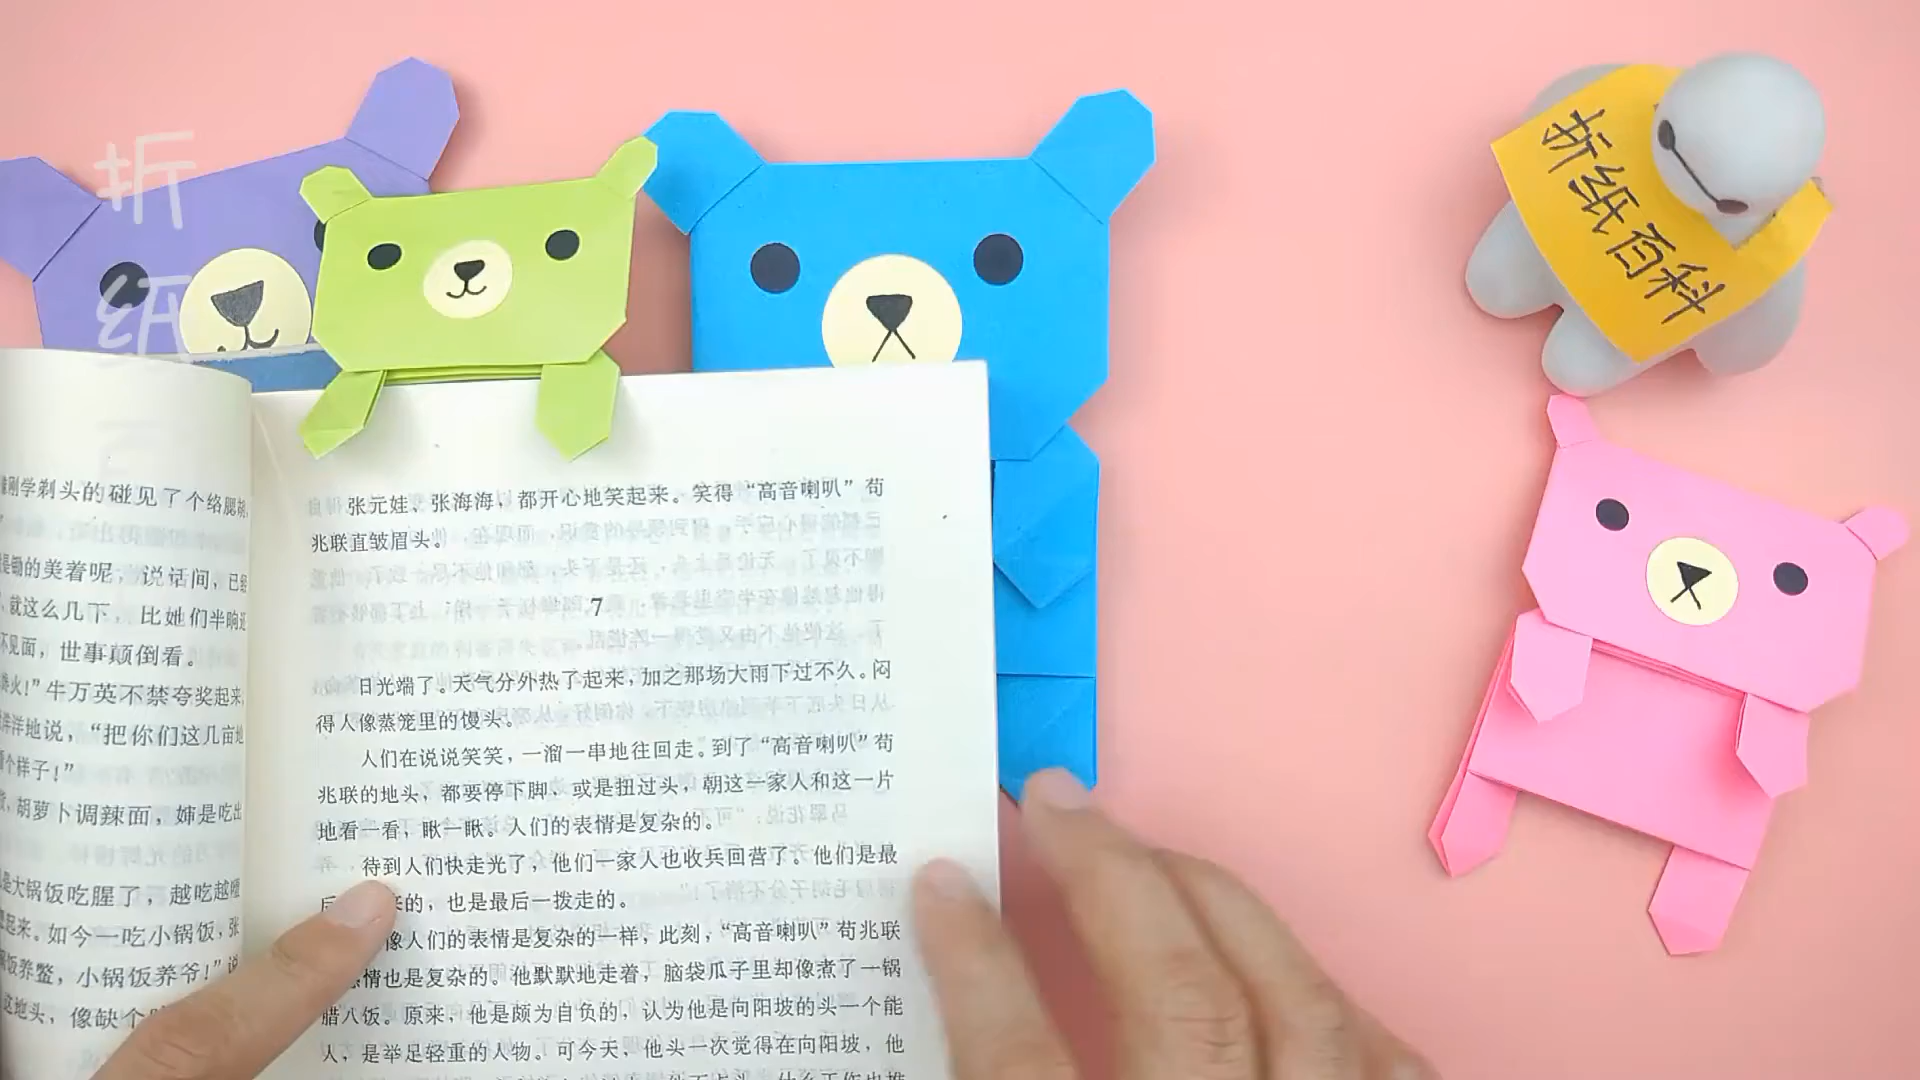 折
纸
百
折纸百科
刚学剃头的碰见了个络腮
是锄的美着呢，说话间，已经
就这么几下，比她们半晌还
不见面，世事颠倒看。
火！”牛万英不禁夸奖起来，
洋洋地说，“把你们这几亩地
个样子！”
胡萝卜调辣面，婶是吃出
是大锅饭吃腥了，越吃越
起来。如今一吃小锅饭，张
饭养鳖，小锅饭养爷！”说
这地头，像缺个
张元娃、张海海，都开心地笑起来。笑得“高音喇叭”苟
兆联直皱眉头。
7
日光端了。天气分外热了起来，加之那场大雨下过不久。闷
得人像蒸笼里的馒头。
人们在说说笑笑，一溜一串地往回走。到了“高音喇叭”苟
兆联的地头，都要停下脚，或是扭过头，朝这一家人和这一片
地看一看，瞅一瞅。人们的表情是复杂的。
待到人们快走光了，他们一家人也收兵回营了。他们是最
后 来的，也是最后一拨走的。
像人们的表情是复杂的一样，此刻，“高音喇叭”苟兆联
情也是复杂的。他默默地走着，脑袋瓜子里却像煮了一锅
腊八饭。原来，他是颇为自负的，认为他是向阳坡的头一个能
人，是举足轻重的人物。可今天，他头一次觉得在向阳坡，他